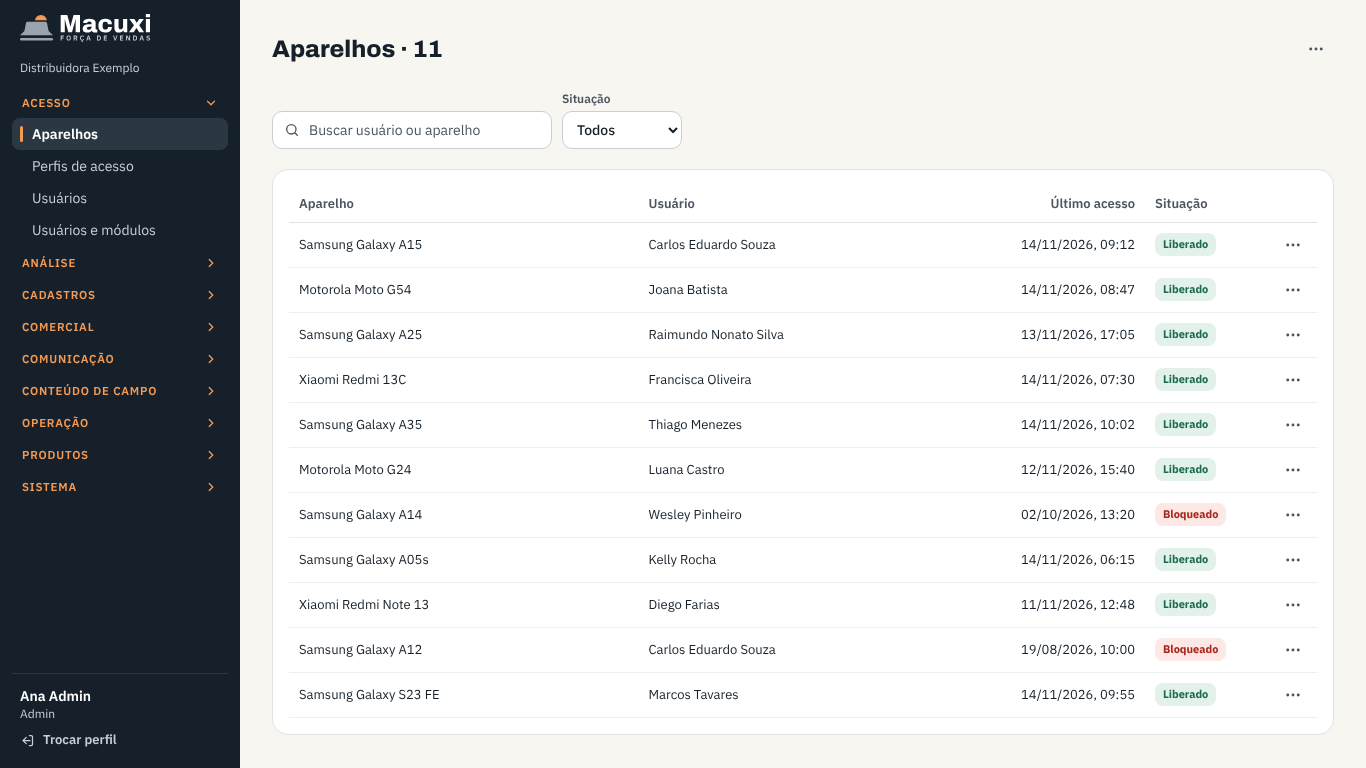 Macuxi
FORÇA DE VENDAS
Distribuidora Exemplo
ACESSO
Aparelhos
Perfis de acesso
Usuários
Usuários e módulos
ANÁLISE
CADASTROS
COMERCIAL
COMUNICAÇÃO
CONTEÚDO DE CAMPO
OPERAÇÃO
PRODUTOS
SISTEMA
Ana Admin
Admin
Trocar perfil
Aparelhos · 11
Situação
Buscar usuário ou aparelho
Todos
Aparelho Usuário Último acesso Situação
Samsung Galaxy A15 Carlos Eduardo Souza 14/11/2026, 09:12 Liberado
Motorola Moto G54 Joana Batista 14/11/2026, 08:47 Liberado
Samsung Galaxy A25 Raimundo Nonato Silva 13/11/2026, 17:05 Liberado
Xiaomi Redmi 13C Francisca Oliveira 14/11/2026, 07:30 Liberado
Samsung Galaxy A35 Thiago Menezes 14/11/2026, 10:02 Liberado
Motorola Moto G24 Luana Castro 12/11/2026, 15:40 Liberado
Samsung Galaxy A14 Wesley Pinheiro 02/10/2026, 13:20 Bloqueado
Samsung Galaxy A05s Kelly Rocha 14/11/2026, 06:15 Liberado
Xiaomi Redmi Note 13 Diego Farias 11/11/2026, 12:48 Liberado
Samsung Galaxy A12 Carlos Eduardo Souza 19/08/2026, 10:00 Bloqueado
Samsung Galaxy S23 FE Marcos Tavares 14/11/2026, 09:55 Liberado